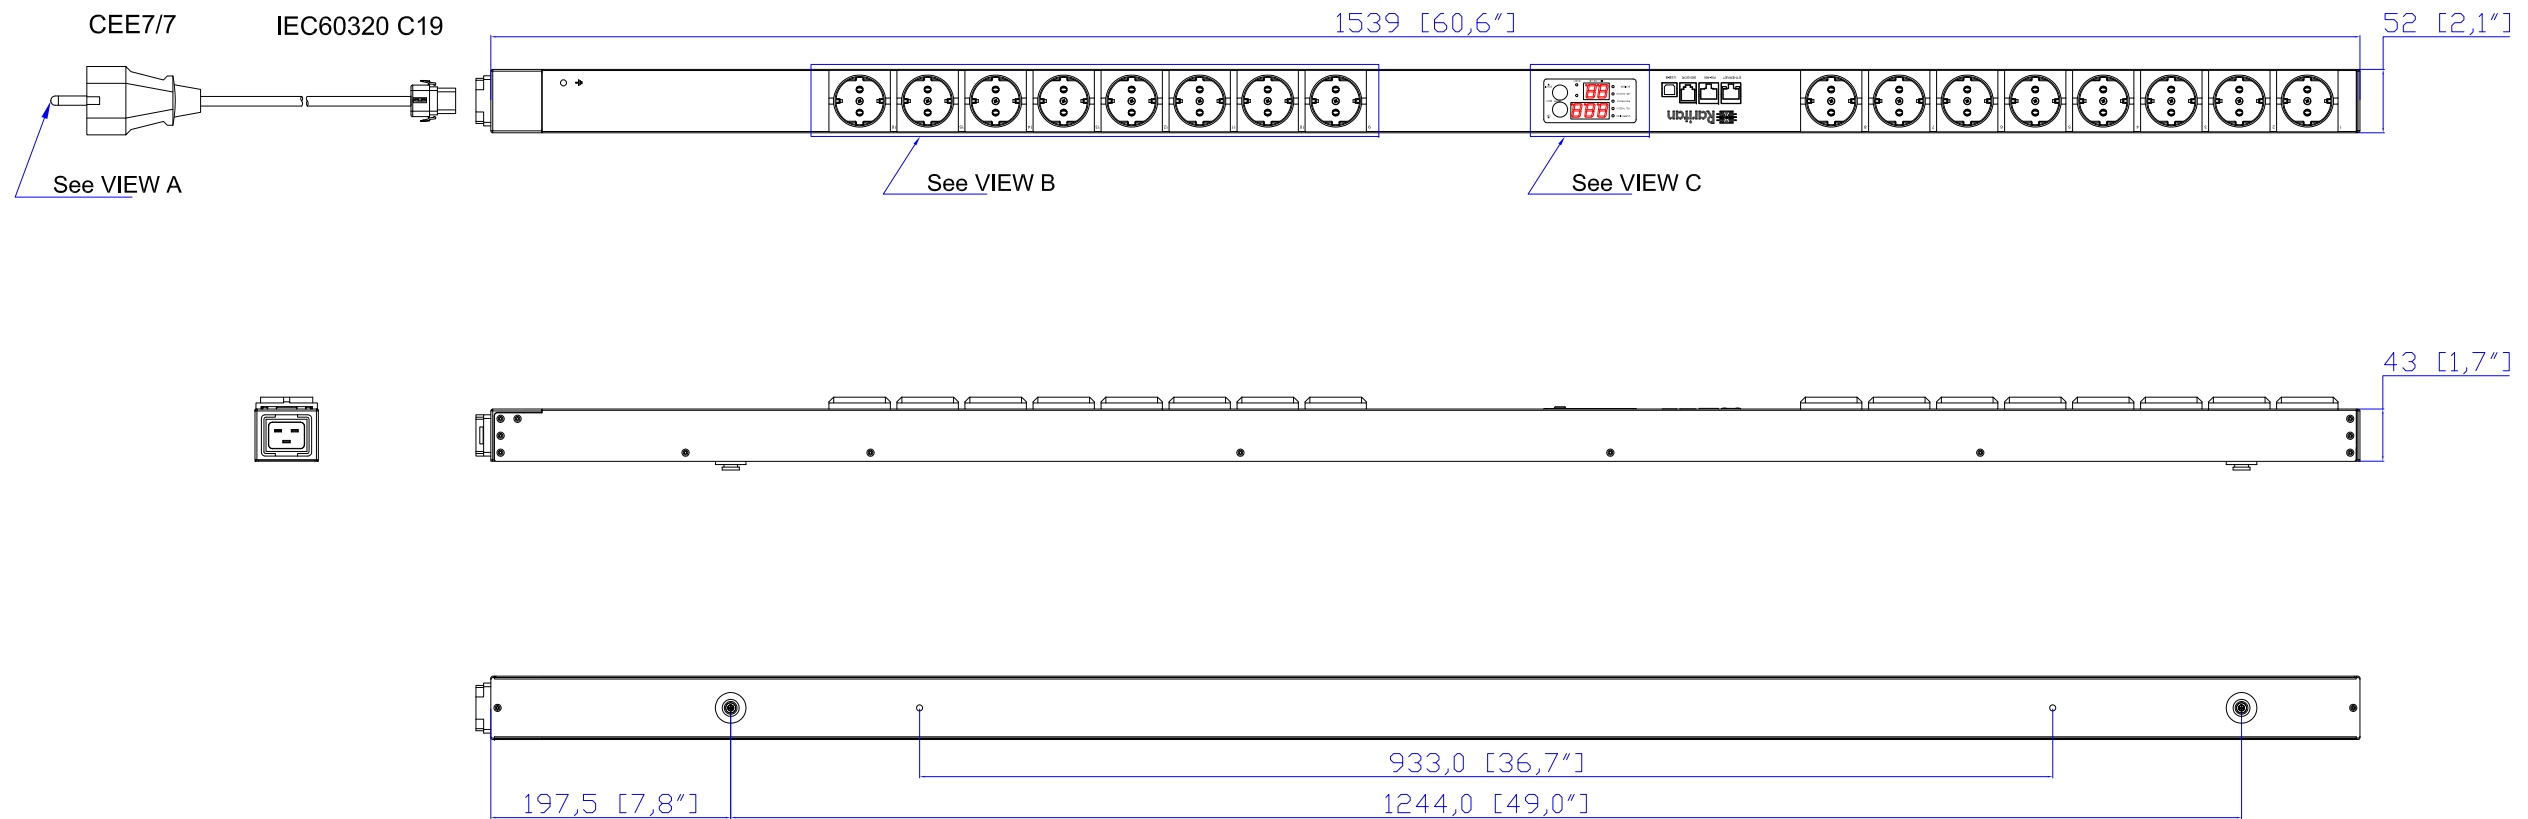 CEE7/7
IEC60320 C19
1539 [60,6"]
52 [2,1"]
Raritan
See VIEW A
See VIEW B
See VIEW C
43 [1,7"]
933,0 [36,7"]
197,5 [7,8"]
1244,0 [49,0"]